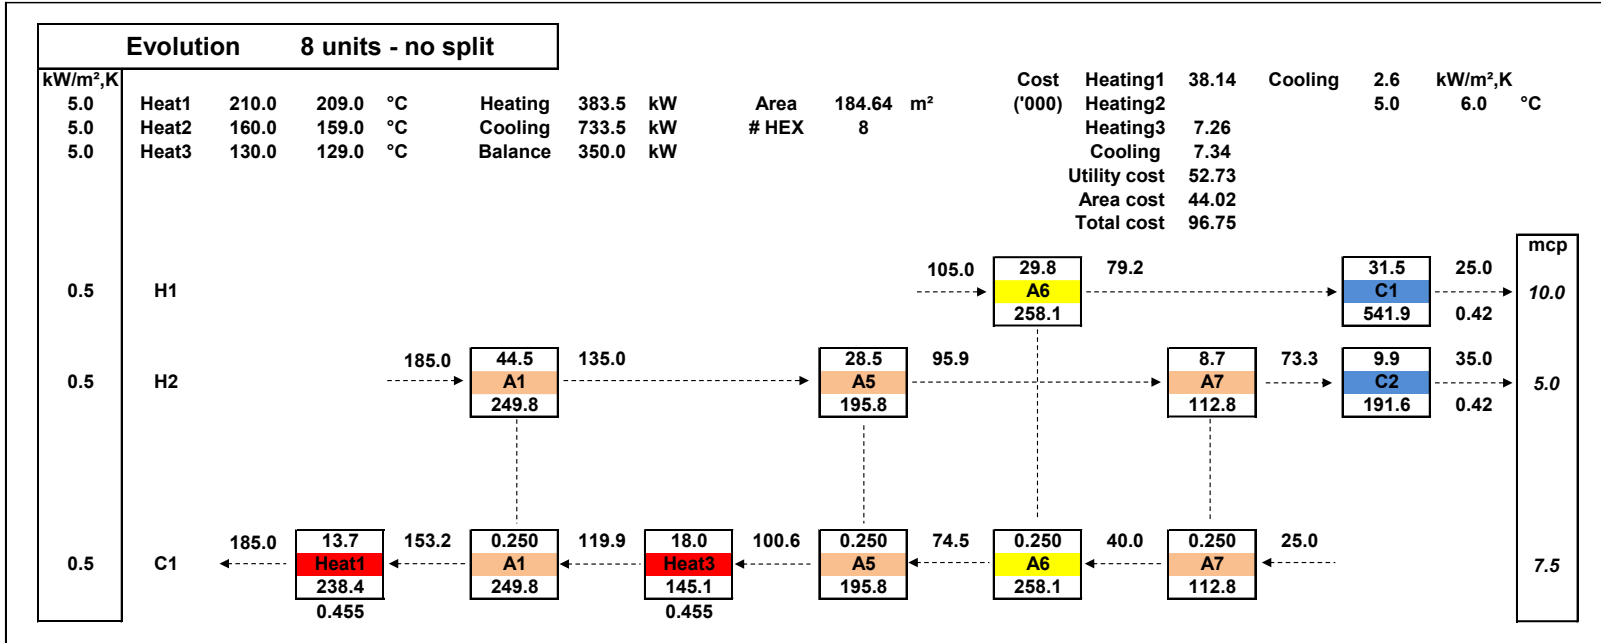 Evolution 8 units - no split
kW/m²,K Cost Heating1 38.14 Cooling 2.6 kW/m²,K
5.0 Heat1 210.0 209.0 °C Heating 383.5 kW Area 184.64 m² ('000) Heating2 5.0 6.0 °C
5.0 Heat2 160.0 159.0 °C Cooling 733.5 kW # HEX 8 Heating3 7.26
5.0 Heat3 130.0 129.0 °C Balance 350.0 kW Cooling 7.34
Utility cost 52.73
Area cost 44.02
Total cost 96.75
mcp
105.0 29.8 79.2 31.5 25.0
0.5 H1 A6 C1 10.0
258.1 541.9 0.42
185.0 44.5 135.0 28.5 95.9 8.7 73.3 9.9 35.0
0.5 H2 A1 A5 A7 C2 5.0
249.8 195.8 112.8 191.6 0.42
185.0 13.7 153.2 0.250 119.9 18.0 100.6 0.250 74.5 0.250 40.0 0.250 25.0
0.5 C1 Heat1 A1 Heat3 A5 A6 A7 7.5
238.4 249.8 145.1 195.8 258.1 112.8
0.455 0.455